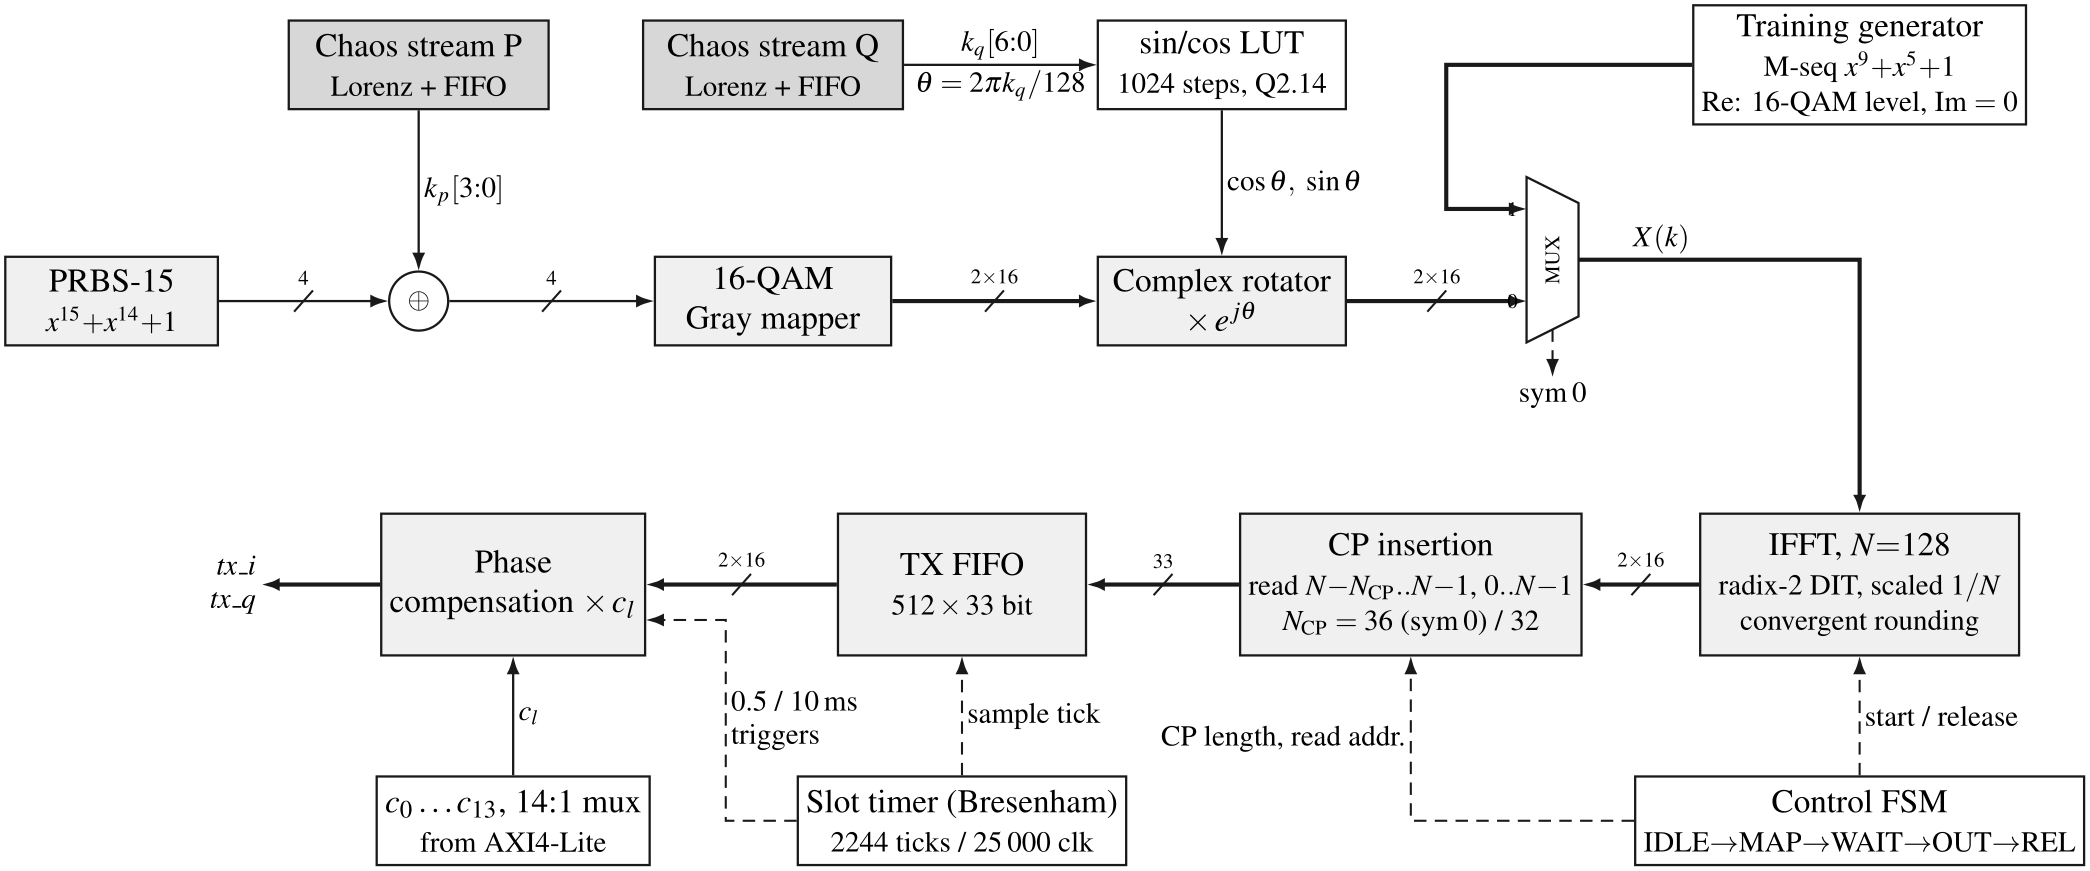 Chaos stream P
Lorenz + FIFO
Chaos stream Q
Lorenz + FIFO
k_q[6:0]
θ = 2πk_q/128
sin/cos LUT
1024 steps, Q2.14
Training generator
M-seq x⁹+x⁵+1
Re: 16-QAM level, Im = 0
k_p[3:0]
cos θ, sin θ
1
MUX
X(k)
PRBS-15
x¹⁵+x¹⁴+1
4
⊕
4
16-QAM
Gray mapper
2×16
Complex rotator
× e^{jθ}
2×16
0
sym 0
tx_i
tx_q
Phase
compensation × c_l
2×16
TX FIFO
512 × 33 bit
33
CP insertion
read N−N_CP..N−1, 0..N−1
N_CP = 36 (sym 0) / 32
2×16
IFFT, N=128
radix-2 DIT, scaled 1/N
convergent rounding
c_l
0.5 / 10 ms
triggers
sample tick
CP length, read addr.
start / release
c₀ … c₁₃, 14:1 mux
from AXI4-Lite
Slot timer (Bresenham)
2244 ticks / 25 000 clk
Control FSM
IDLE→MAP→WAIT→OUT→REL